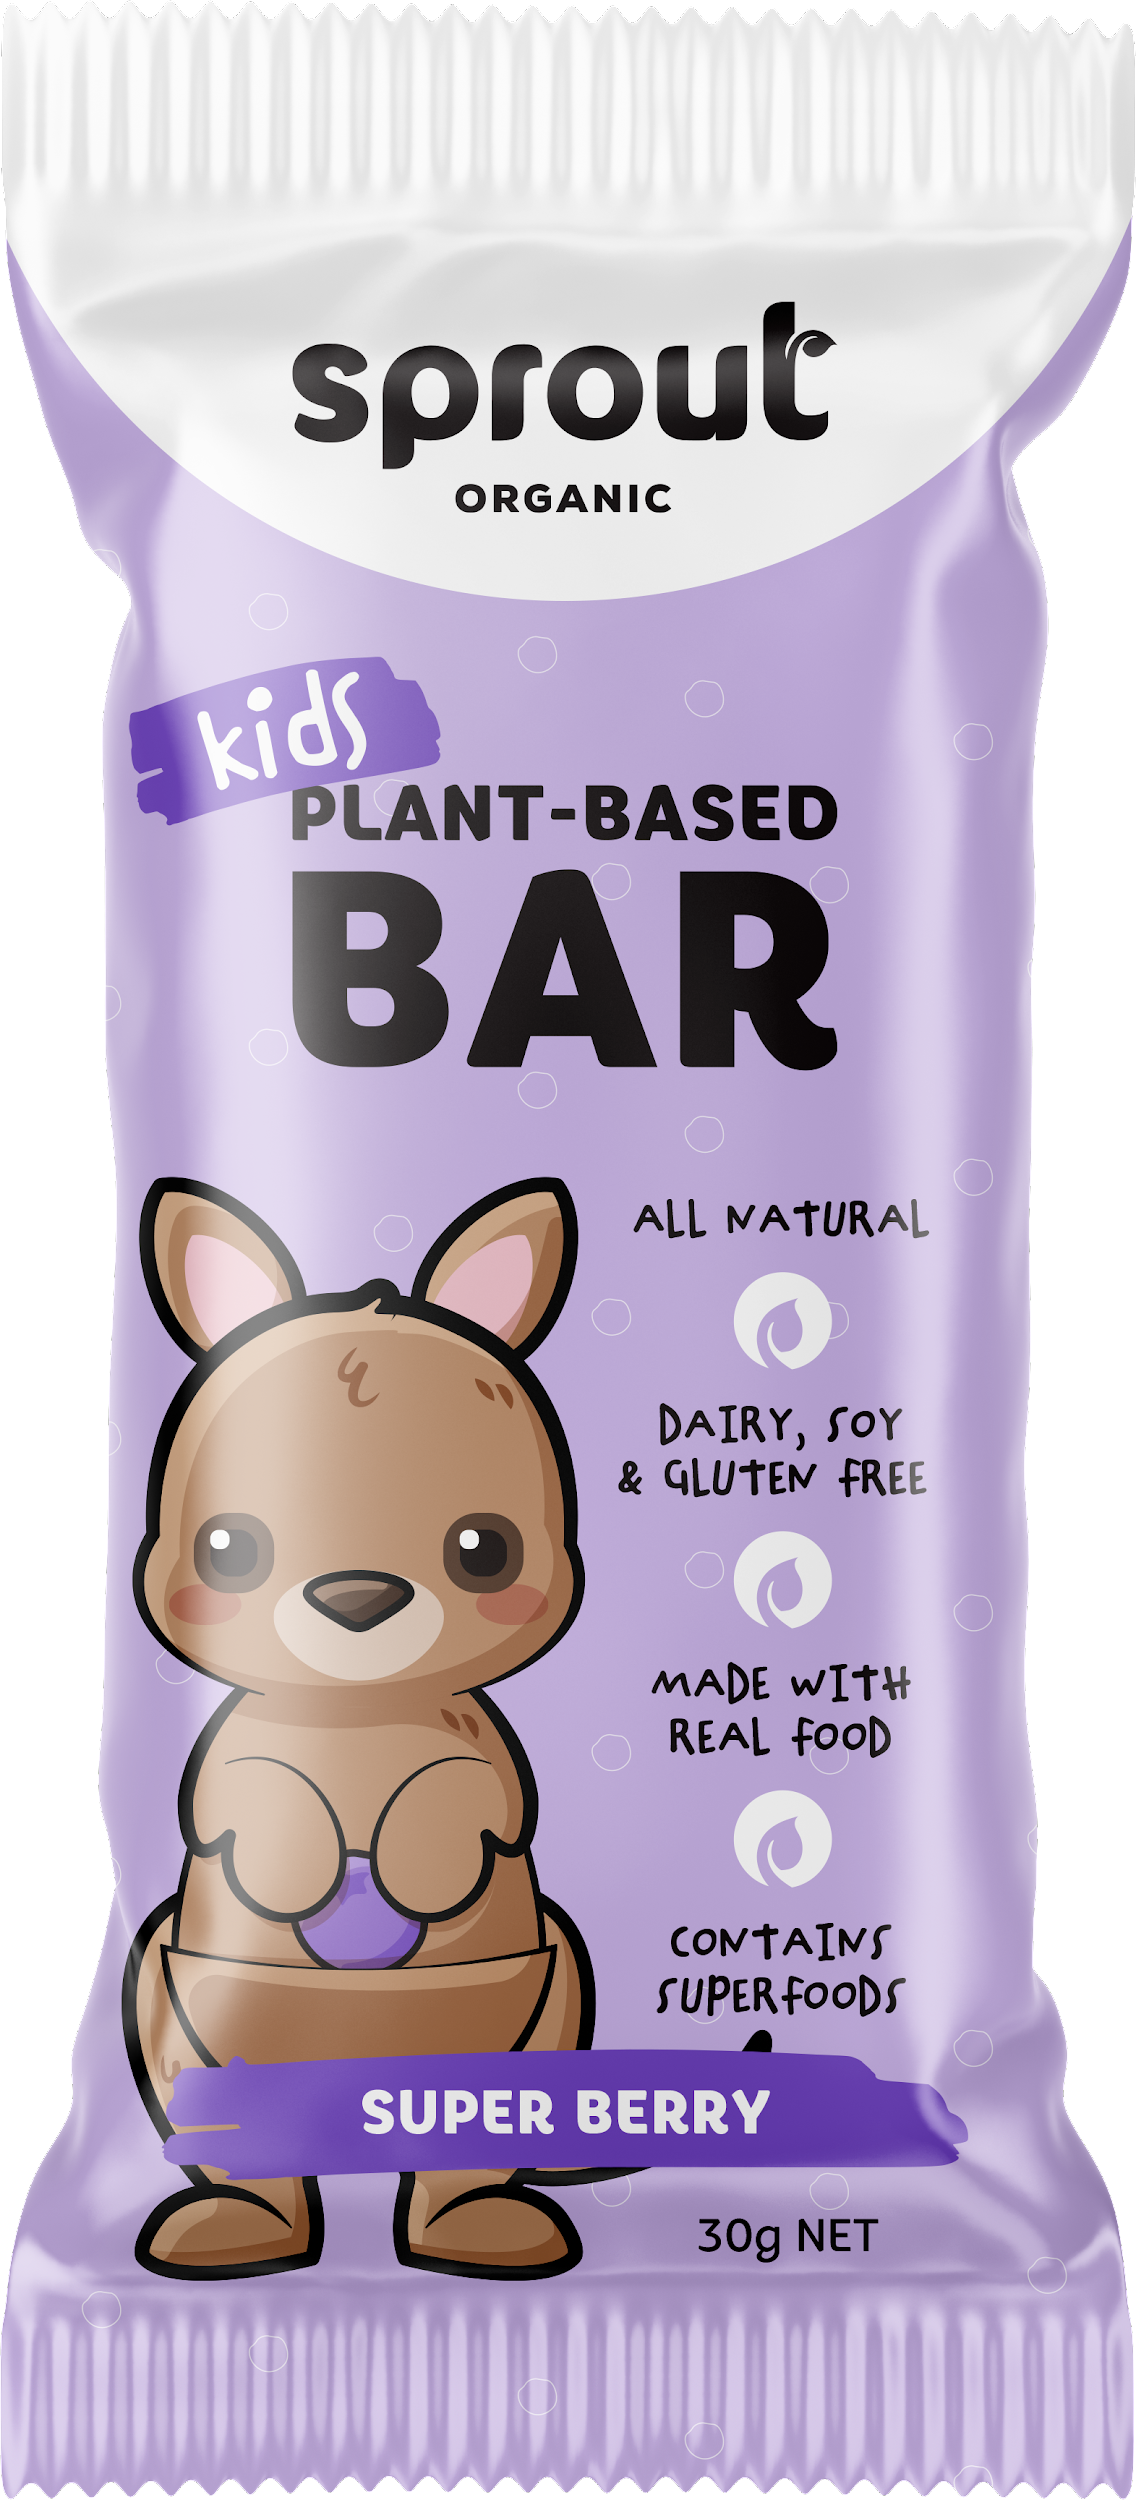 sprout
ORGANIC
kids
PLANT-BASED
BAR
ALL NATURAL
DAIRY, SOY
& GLUTEN FREE
MADE WITH
REAL FOOD
CONTAINS
SUPERFOODS
SUPER BERRY
30g NET